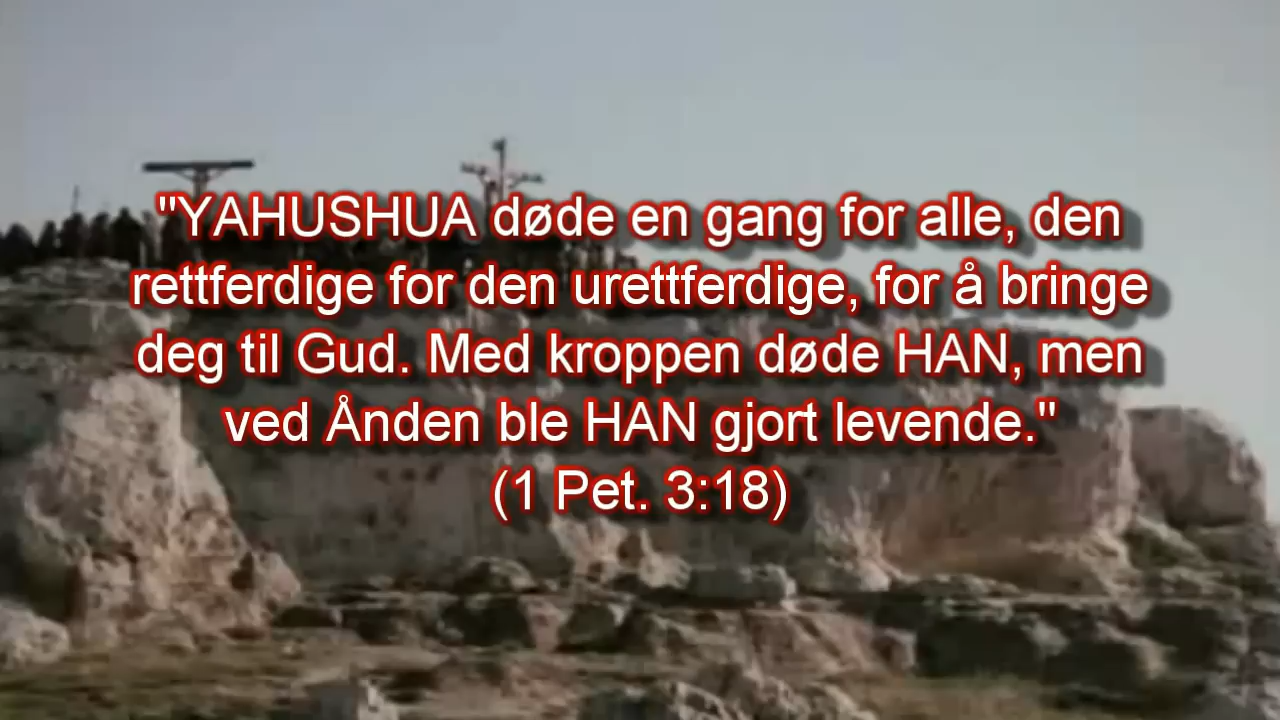 "YAHUSHUA døde en gang for alle, den
rettferdige for den urettferdige, for å bringe
deg til Gud. Med kroppen døde HAN, men
ved Ånden ble HAN gjort levende."
(1 Pet. 3:18)